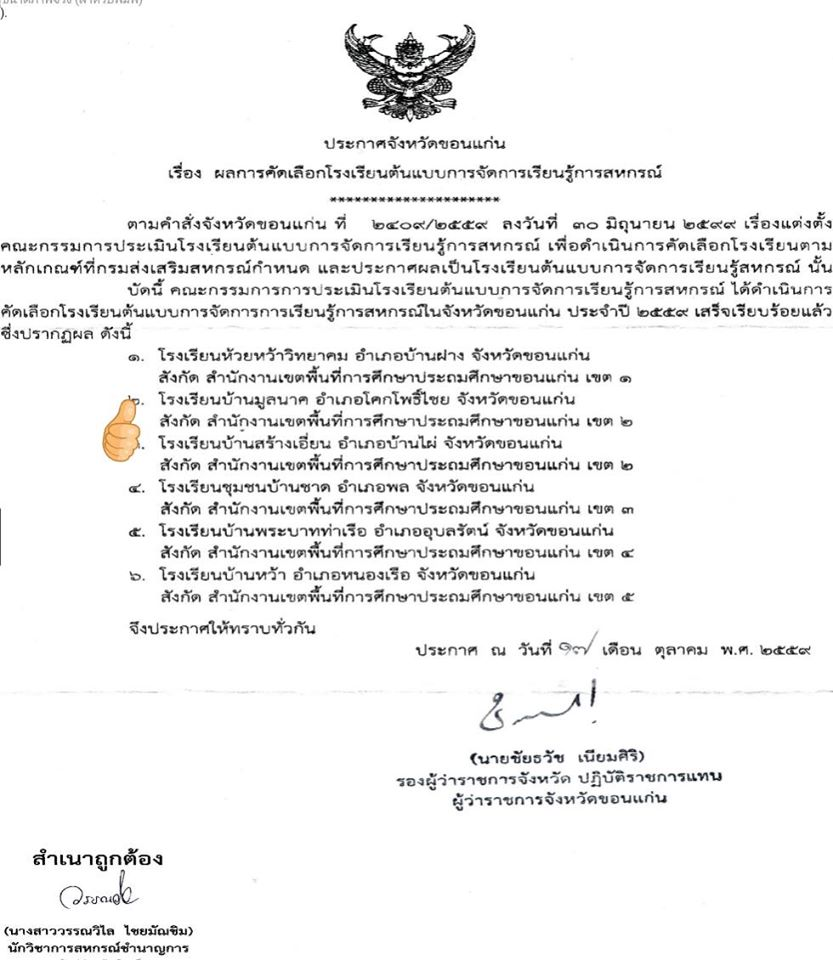 ).
ประกาศจังหวัดขอนแก่น
เรื่อง ผลการคัดเลือกโรงเรียนต้นแบบการจัดการเรียนรู้การสหกรณ์
********************
ตามคำสั่งจังหวัดขอนแก่น ที่ ๒๔๐๙/๒๕๕๙ ลงวันที่ ๓๐ มิถุนายน ๒๕๙๙ เรื่องแต่งตั้ง
คณะกรรมการประเมินโรงเรียนต้นแบบการจัดการเรียนรู้การสหกรณ์ เพื่อดำเนินการคัดเลือกโรงเรียนตาม
หลักเกณฑ์ที่กรมส่งเสริมสหกรณ์กำหนด และประกาศผลเป็นโรงเรียนต้นแบบการจัดการเรียนรู้สหกรณ์ นั้น
บัดนี้ คณะกรรมการการประเมินโรงเรียนต้นแบบการจัดการเรียนรู้การสหกรณ์ ได้ดำเนินการ
คัดเลือกโรงเรียนต้นแบบการจัดการการเรียนรู้การสหกรณ์ในจังหวัดขอนแก่น ประจำปี ๒๕๕๙ เสร็จเรียบร้อยแล้ว
ซึ่งปรากฏผล ดังนี้
๑. โรงเรียนห้วยหว้าวิทยาคม อำเภอบ้านฝาง จังหวัดขอนแก่น
สังกัด สำนักงานเขตพื้นที่การศึกษาประถมศึกษาขอนแก่น เขต ๑
โรงเรียนบ้านมูลนาค อำเภอโคกโพธิ์ไชย จังหวัดขอนแก่น
สังกัด สำนักงานเขตพื้นที่การศึกษาประถมศึกษาขอนแก่น เขต ๒
โรงเรียนบ้านสร้างเอี่ยน อำเภอบ้านไผ่ จังหวัดขอนแก่น
สังกัด สำนักงานเขตพื้นที่การศึกษาประถมศึกษาขอนแก่น เขต ๒
๔. โรงเรียนชุมชนบ้านชาด อำเภอพล จังหวัดขอนแก่น
สังกัด สำนักงานเขตพื้นที่การศึกษาประถมศึกษาขอนแก่น เขต ๓
๕. โรงเรียนบ้านพระบาทท่าเรือ อำเภออุบลรัตน์ จังหวัดขอนแก่น
สังกัด สำนักงานเขตพื้นที่การศึกษาประถมศึกษาขอนแก่น เขต ๔
๖. โรงเรียนบ้านหว้า อำเภอหนองเรือ จังหวัดขอนแก่น
สังกัด สำนักงานเขตพื้นที่การศึกษาประถมศึกษาขอนแก่น เขต ๕
จึงประกาศให้ทราบทั่วกัน
ประกาศ ณ วันที่ ๑๗ เดือน ตุลาคม พ.ศ. ๒๕๕๙
(นายชัยธวัช เนียมศิริ)
รองผู้ว่าราชการจังหวัด ปฏิบัติราชการแทน
ผู้ว่าราชการจังหวัดขอนแก่น
สำเนาถูกต้อง
(นางสาววรรณวิไล ไชยมัณขิม)
นักวิชาการสหกรณ์ชำนาญการ